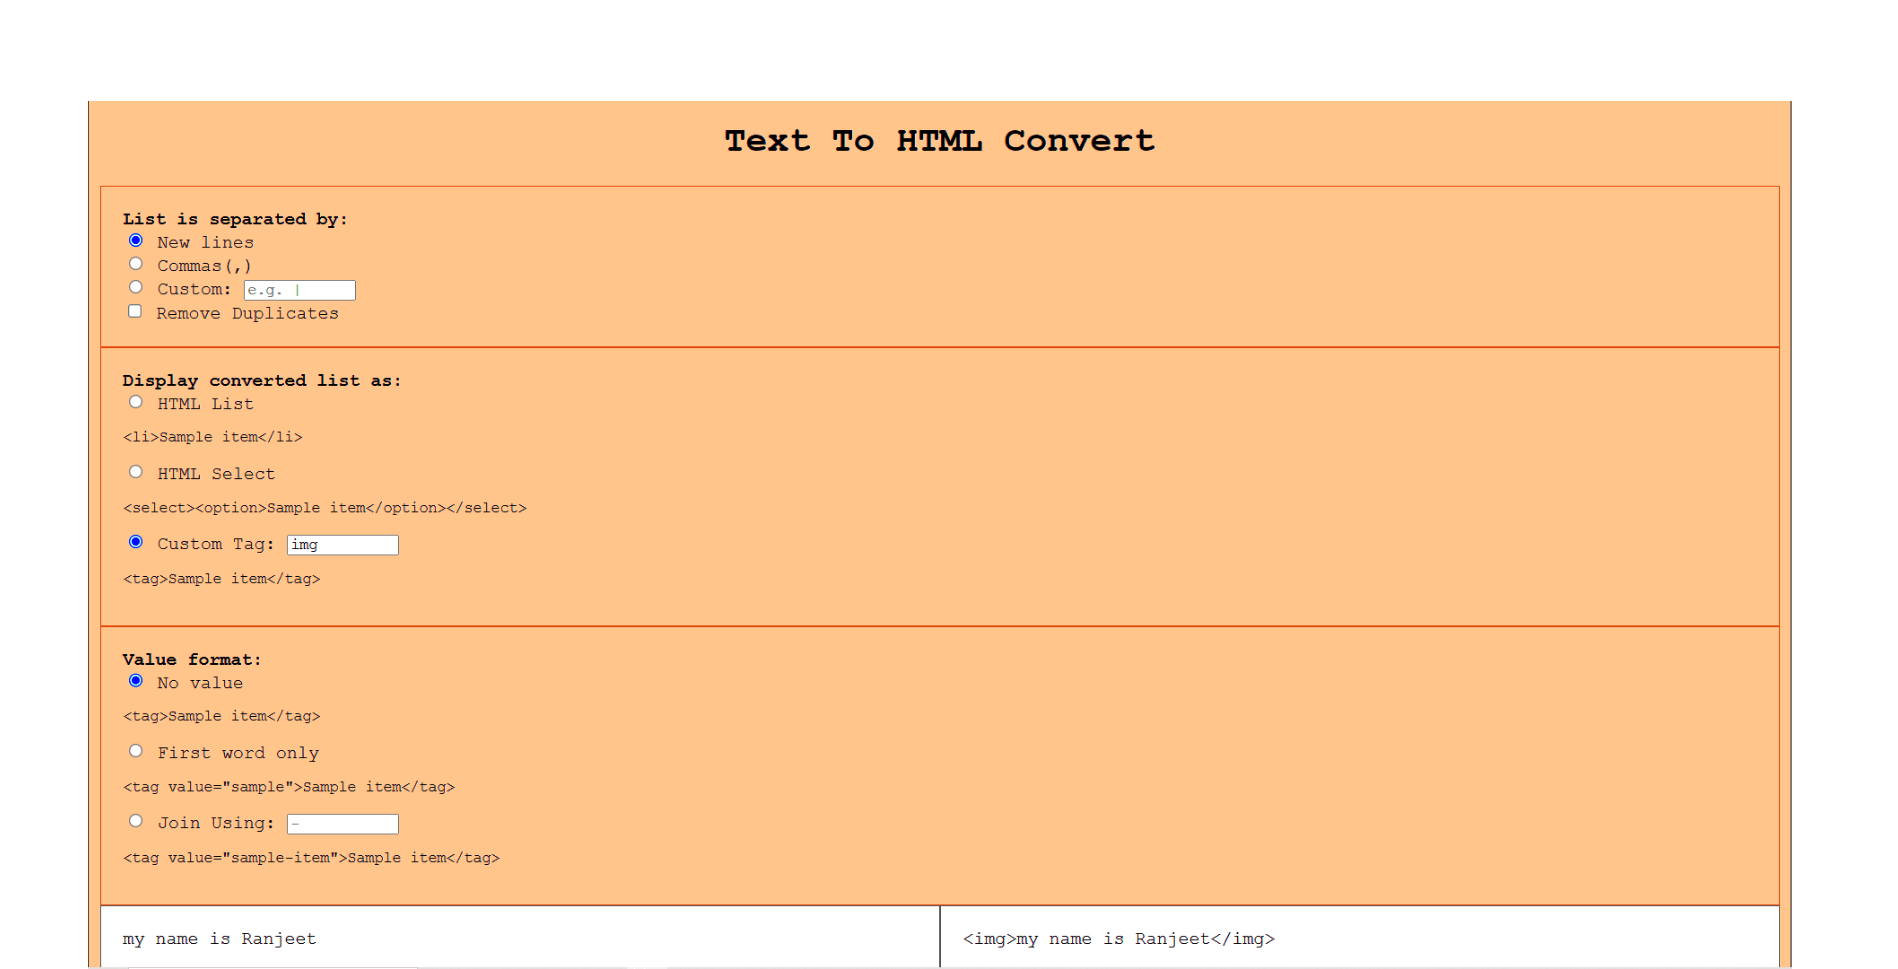 Text To HTML Convert
List is separated by:
New lines
Commas(,)
Custom: e.g. |
Remove Duplicates
Display converted list as:
HTML List
<li>Sample item</li>
HTML Select
<select><option>Sample item</option></select>
Custom Tag: img
<tag>Sample item</tag>
Value format:
No value
<tag>Sample item</tag>
First word only
<tag value="sample">Sample item</tag>
Join Using: -
<tag value="sample-item">Sample item</tag>
my name is Ranjeet
<img>my name is Ranjeet</img>